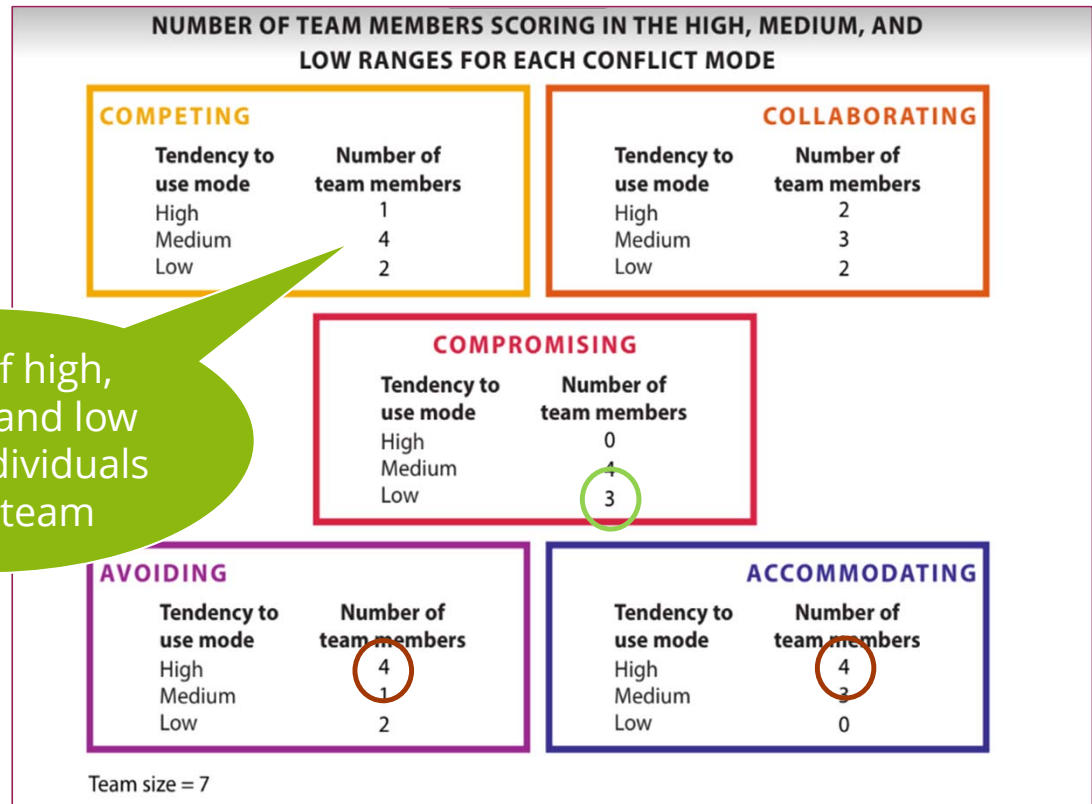 NUMBER OF TEAM MEMBERS SCORING IN THE HIGH, MEDIUM, AND
LOW RANGES FOR EACH CONFLICT MODE
COMPETING
Tendency to Number of
use mode team members
High 1
Medium 4
Low 2
COLLABORATING
Tendency to Number of
use mode team members
High 2
Medium 3
Low 2
f high,
and low
dividuals
team
COMPROMISING
Tendency to Number of
use mode team members
High 0
Medium 4
Low 3
AVOIDING
Tendency to Number of
use mode team members
High 4
Medium 1
Low 2
ACCOMMODATING
Tendency to Number of
use mode team members
High 4
Medium 3
Low 0
Team size = 7